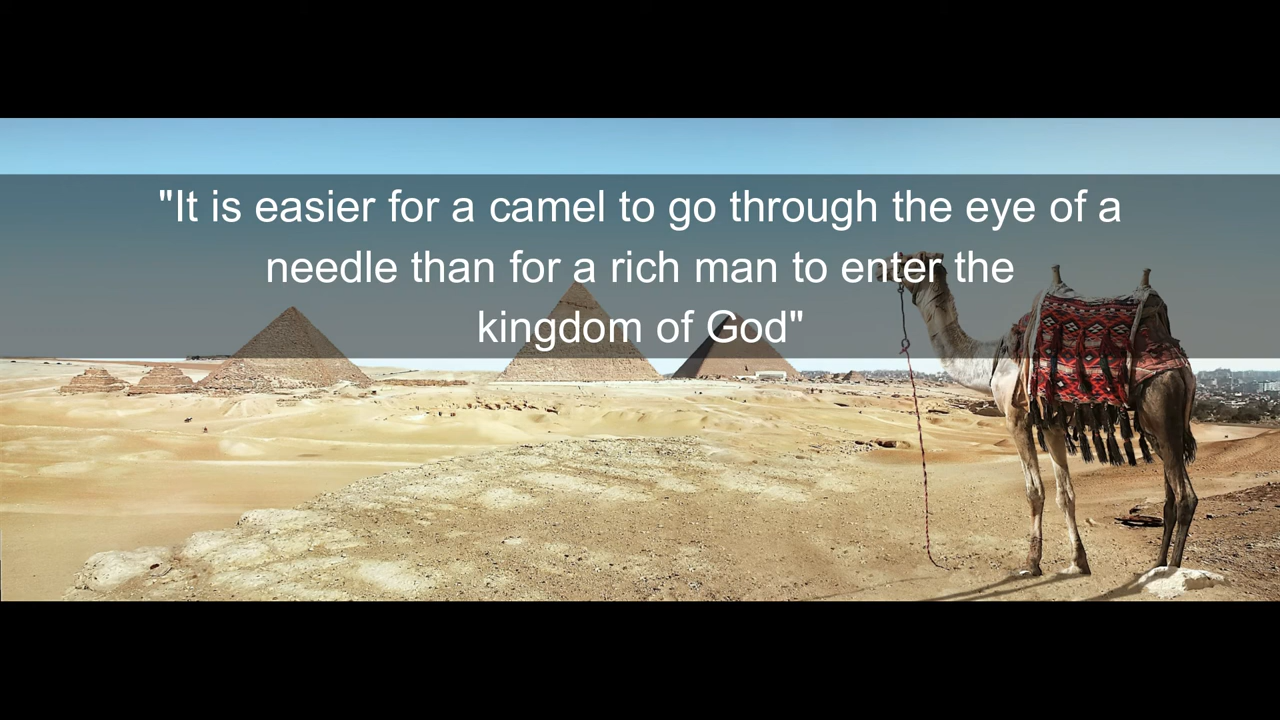 "It is easier for a camel to go through the eye of a
needle than for a rich man to enter the
kingdom of God"